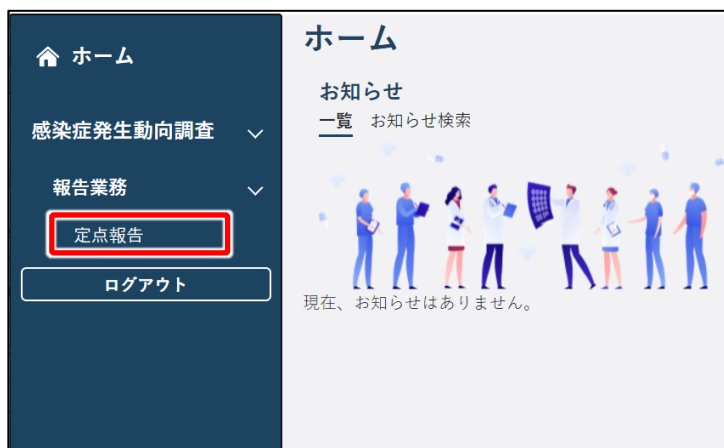 ホーム
感染症発生動向調査
報告業務
定点報告
ログアウト
ホーム
お知らせ
一覧 お知らせ検索
現在、お知らせはありません。